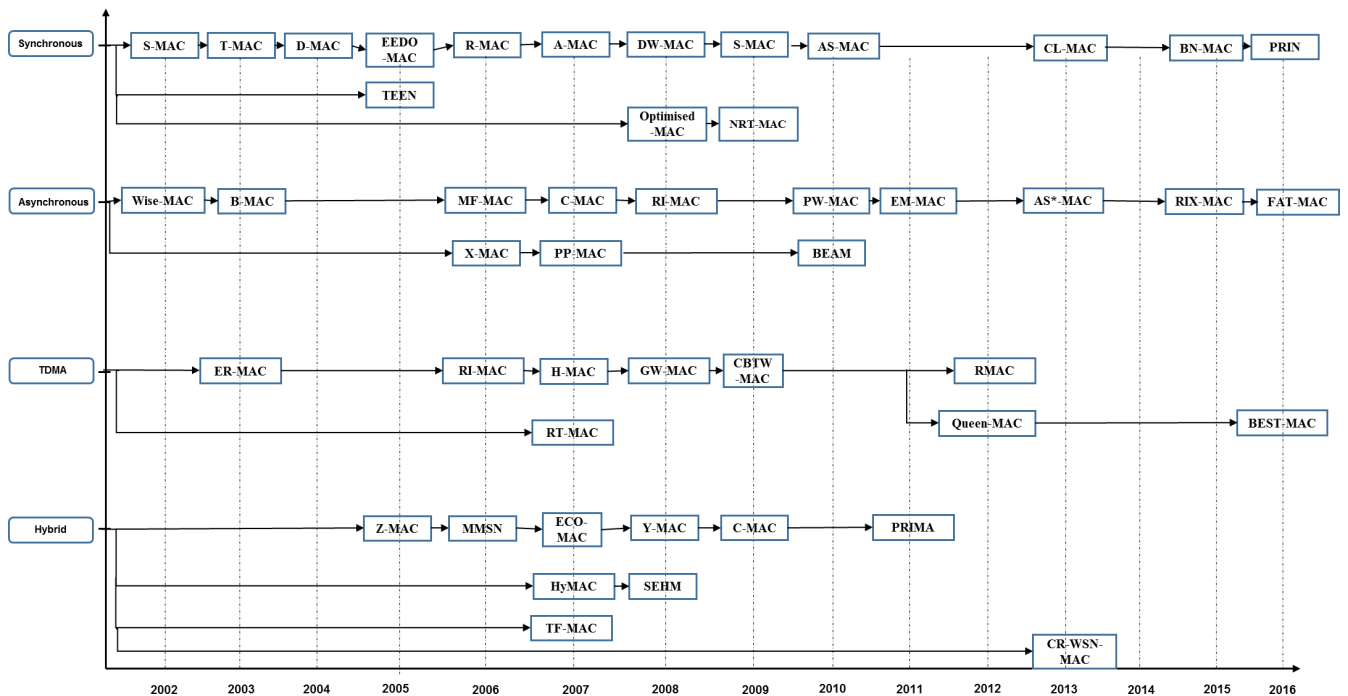 Synchronous
S-MAC
T-MAC
D-MAC
EEDO
-MAC
R-MAC
A-MAC
DW-MAC
S-MAC
AS-MAC
CL-MAC
BN-MAC
PRIN
TEEN
Optimised
-MAC
NRT-MAC
Asynchronous
Wise-MAC
B-MAC
MF-MAC
C-MAC
RI-MAC
PW-MAC
EM-MAC
AS*-MAC
RIX-MAC
FAT-MAC
X-MAC
PP-MAC
BEAM
TDMA
ER-MAC
RI-MAC
H-MAC
GW-MAC
CBTW
-MAC
RMAC
RT-MAC
Queen-MAC
BEST-MAC
Hybrid
Z-MAC
MMSN
ECO-
MAC
Y-MAC
C-MAC
PRIMA
HyMAC
SEHM
TF-MAC
CR-WSN-
MAC
2002 2003 2004 2005 2006 2007 2008 2009 2010 2011 2012 2013 2014 2015 2016